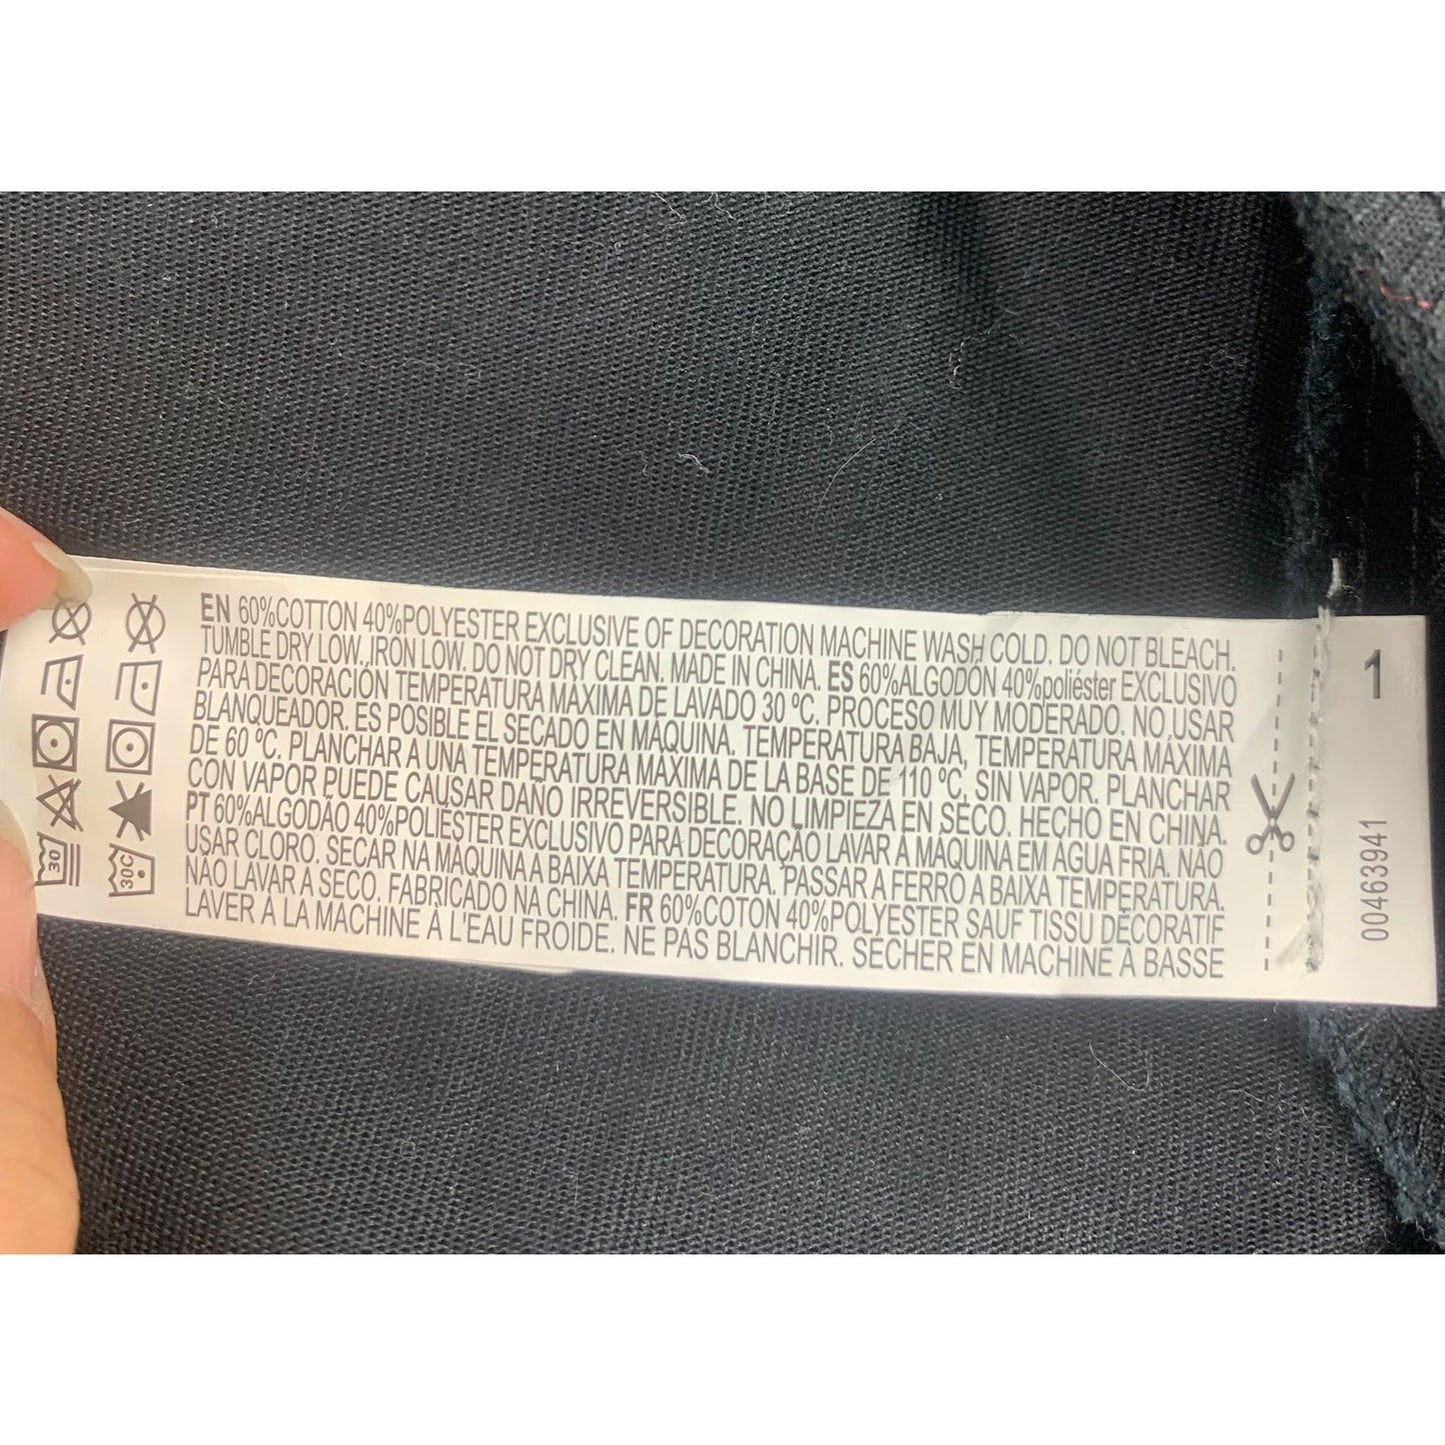 EN 60%COTTON 40%POLYESTER EXCLUSIVE OF DECORATION MACHINE WASH COLD. DO NOT BLEACH.
TUMBLE DRY LOW. IRON LOW. DO NOT DRY CLEAN. MADE IN CHINA. ES 60%ALGODÓN 40%poliéster EXCLUSIVO
PARA DECORACIÓN TEMPERATURA MÁXIMA DE LAVADO 30 ºC. PROCESO MUY MODERADO. NO USAR
BLANQUEADOR. ES POSIBLE EL SECADO EN MÁQUINA. TEMPERATURA BAJA, TEMPERATURA MÁXIMA
DE 60 ºC. PLANCHAR A UNA TEMPERATURA MÁXIMA DE LA BASE DE 110 ºC, SIN VAPOR. PLANCHAR
CON VAPOR PUEDE CAUSAR DAÑO IRREVERSIBLE. NO LIMPIEZA EN SECO. HECHO EN CHINA.
PT 60%ALGODÃO 40%POLIÉSTER EXCLUSIVO PARA DECORAÇÃO LAVAR À MÁQUINA EM ÁGUA FRIA. NÃO
USAR CLORO. SECAR NA MÁQUINA A BAIXA TEMPERATURA. PASSAR A FERRO A BAIXA TEMPERATURA.
NÃO LAVAR A SECO. FABRICADO NA CHINA. FR 60%COTON 40%POLYESTER SAUF TISSU DÉCORATIF
LAVER À LA MACHINE À L'EAU FROIDE. NE PAS BLANCHIR. SÉCHER EN MACHINE À BASSE
30
30C
1
00463941